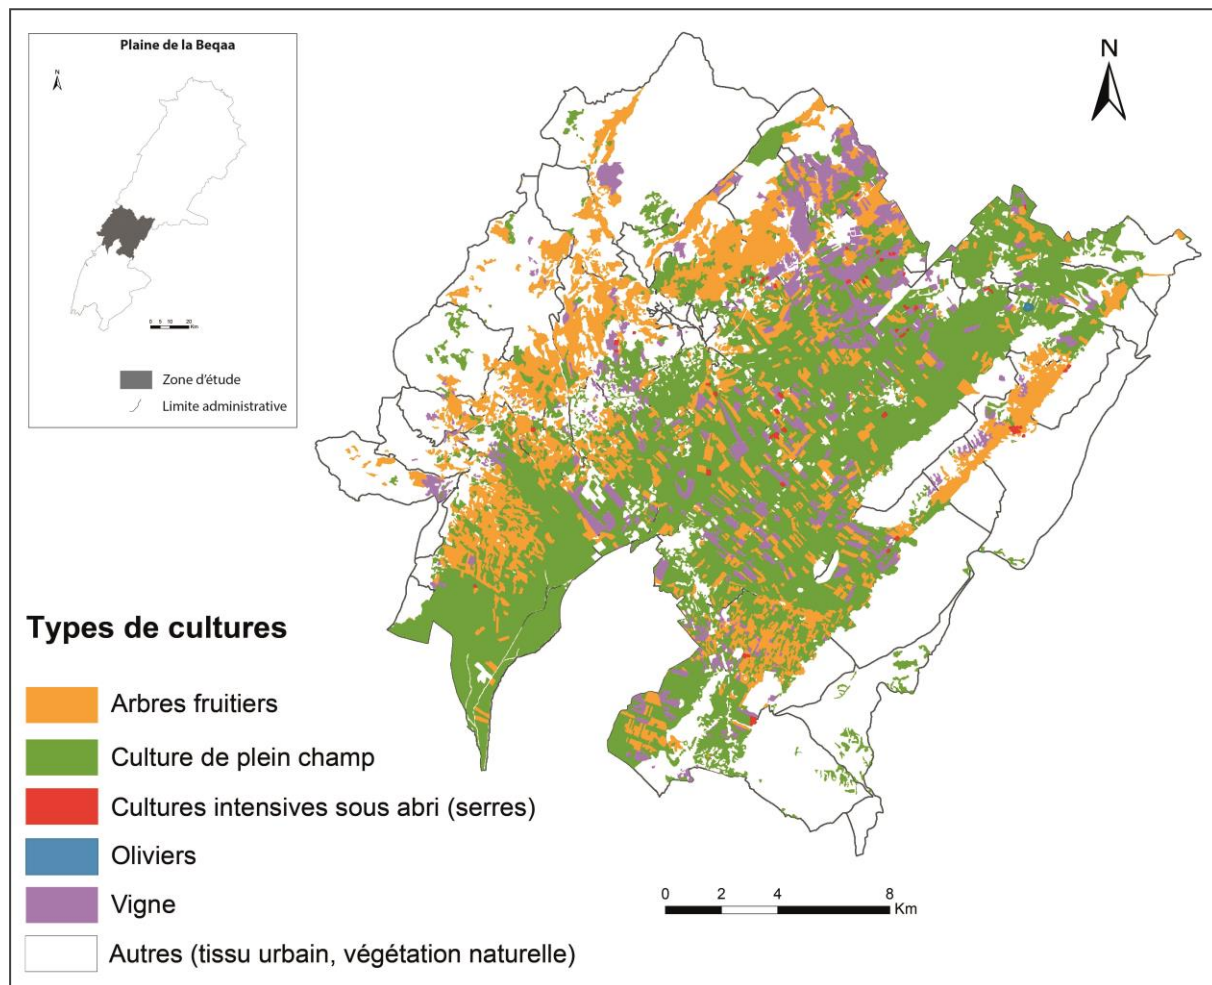 Plaine de la Beqaa
N
0 5 10 20
Km
Zone d'étude
Limite administrative
N
Types de cultures
Arbres fruitiers
Culture de plein champ
Cultures intensives sous abri (serres)
Oliviers
Vigne
Autres (tissu urbain, végétation naturelle)
0 2 4 8
Km